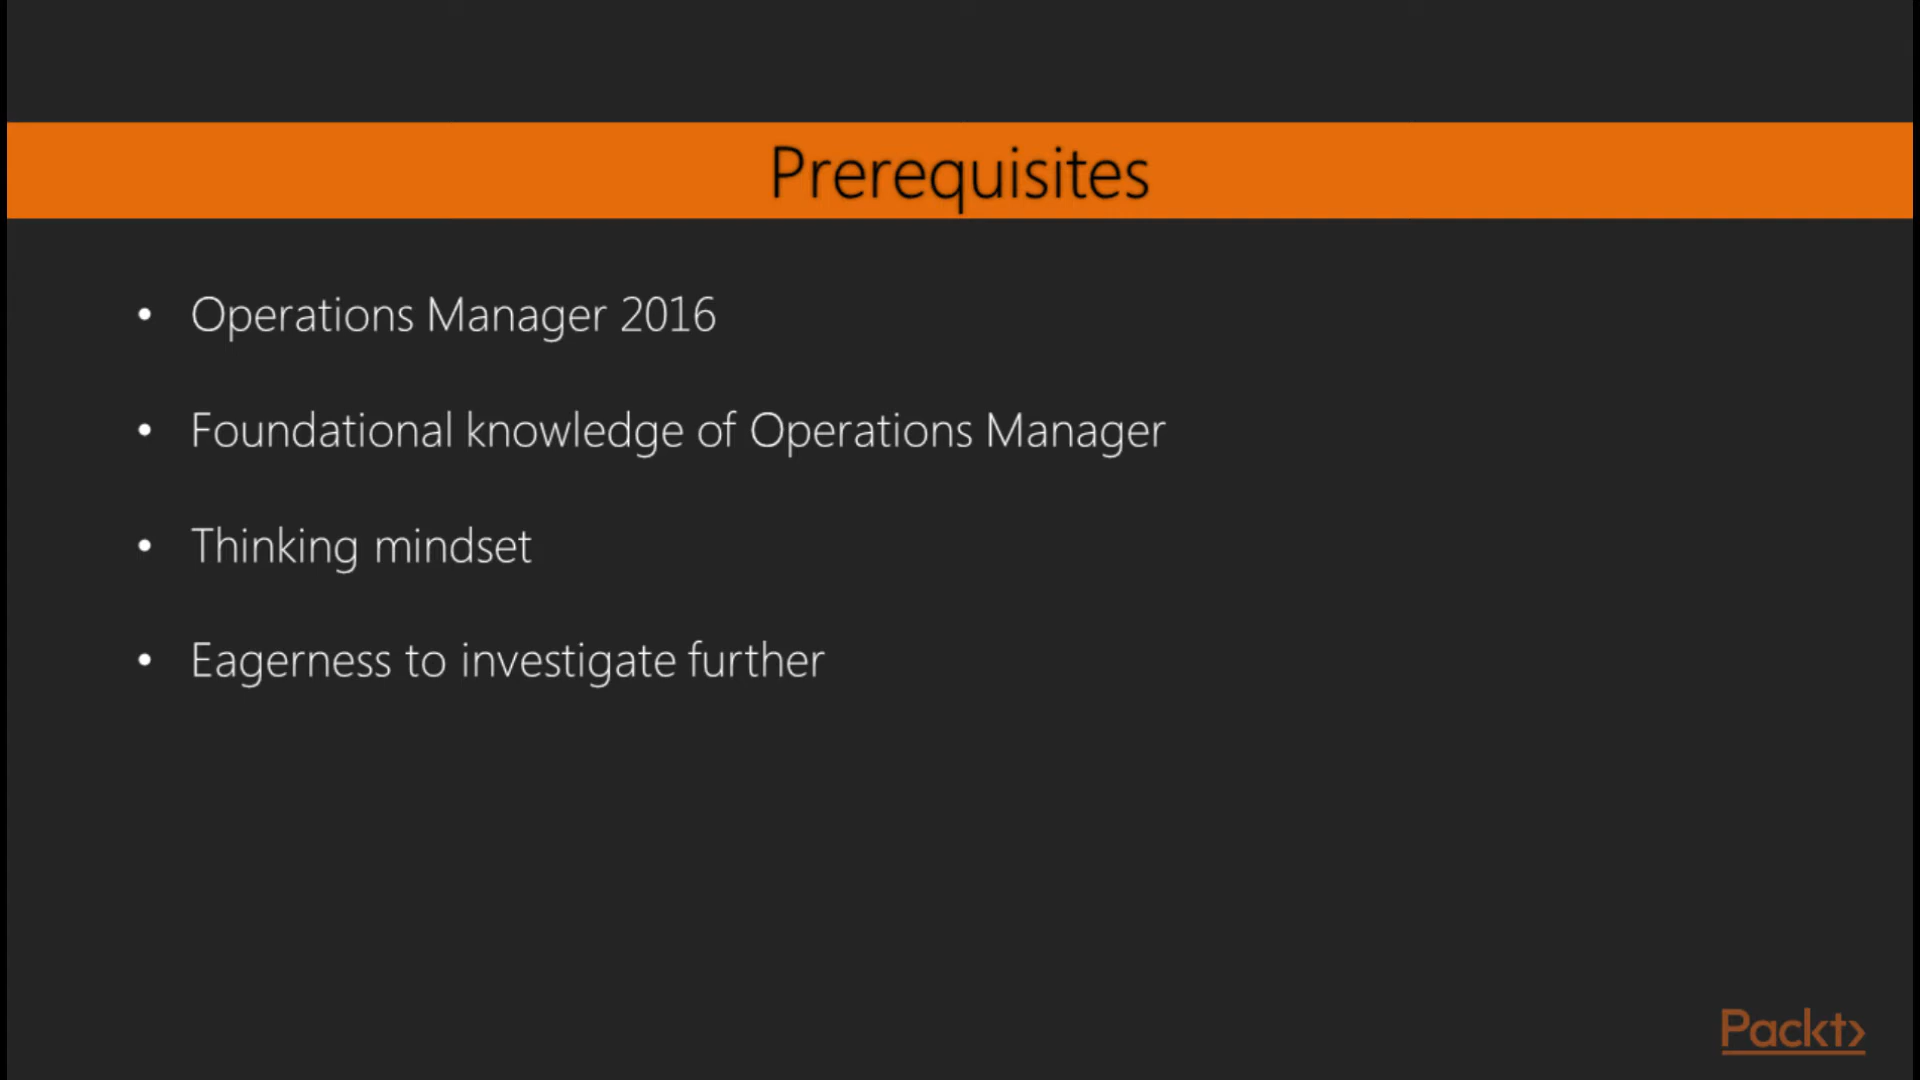 Prerequisites
• Operations Manager 2016
• Foundational knowledge of Operations Manager
• Thinking mindset
• Eagerness to investigate further
Packt>